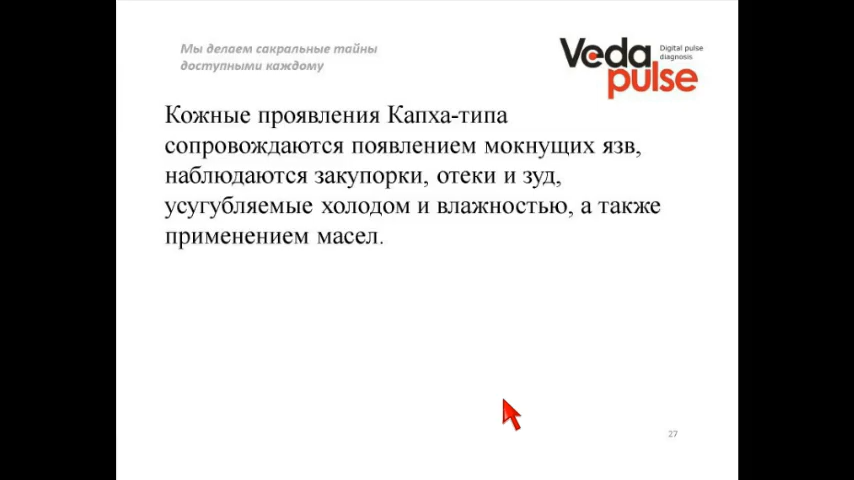 Мы делаем сакральные тайны
доступными каждому
Veda
pulse
Digital pulse
diagnosis
Кожные проявления Капха-типа
сопровождаются появлением мокнущих язв,
наблюдаются закупорки, отеки и зуд,
усугубляемые холодом и влажностью, а также
применением масел.
27